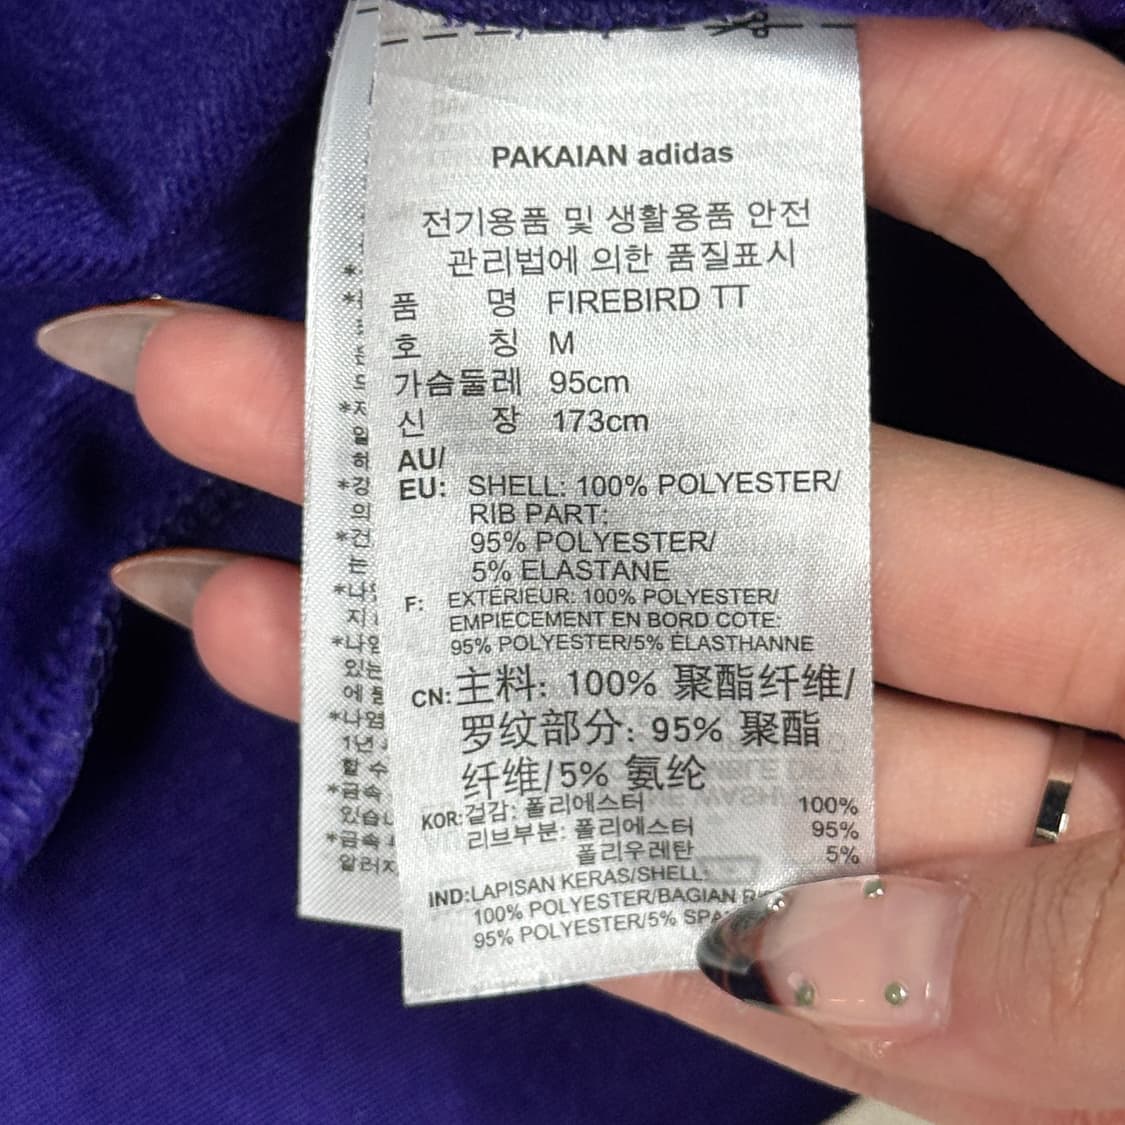 PAKAIAN adidas
전기용품 및 생활용품 안전
관리법에 의한 품질표시
품 명 FIREBIRD TT
호 칭 M
가슴둘레 95cm
신 장 173cm
AU/
EU: SHELL: 100% POLYESTER/
RIB PART:
95% POLYESTER/
5% ELASTANE
F: EXTÉRIEUR: 100% POLYESTER/
EMPIECEMENT EN BORD COTE:
95% POLYESTER/5% ÉLASTHANNE
CN: 主料: 100% 聚酯纤维/
罗纹部分: 95% 聚酯
纤维/5% 氨纶
KOR: 겉감: 폴리에스터 100%
리브부분: 폴리에스터 95%
폴리우레탄 5%
IND: LAPISAN KERAS/SHELL:
100% POLYESTER/BAGIAN
95% POLYESTER/5%